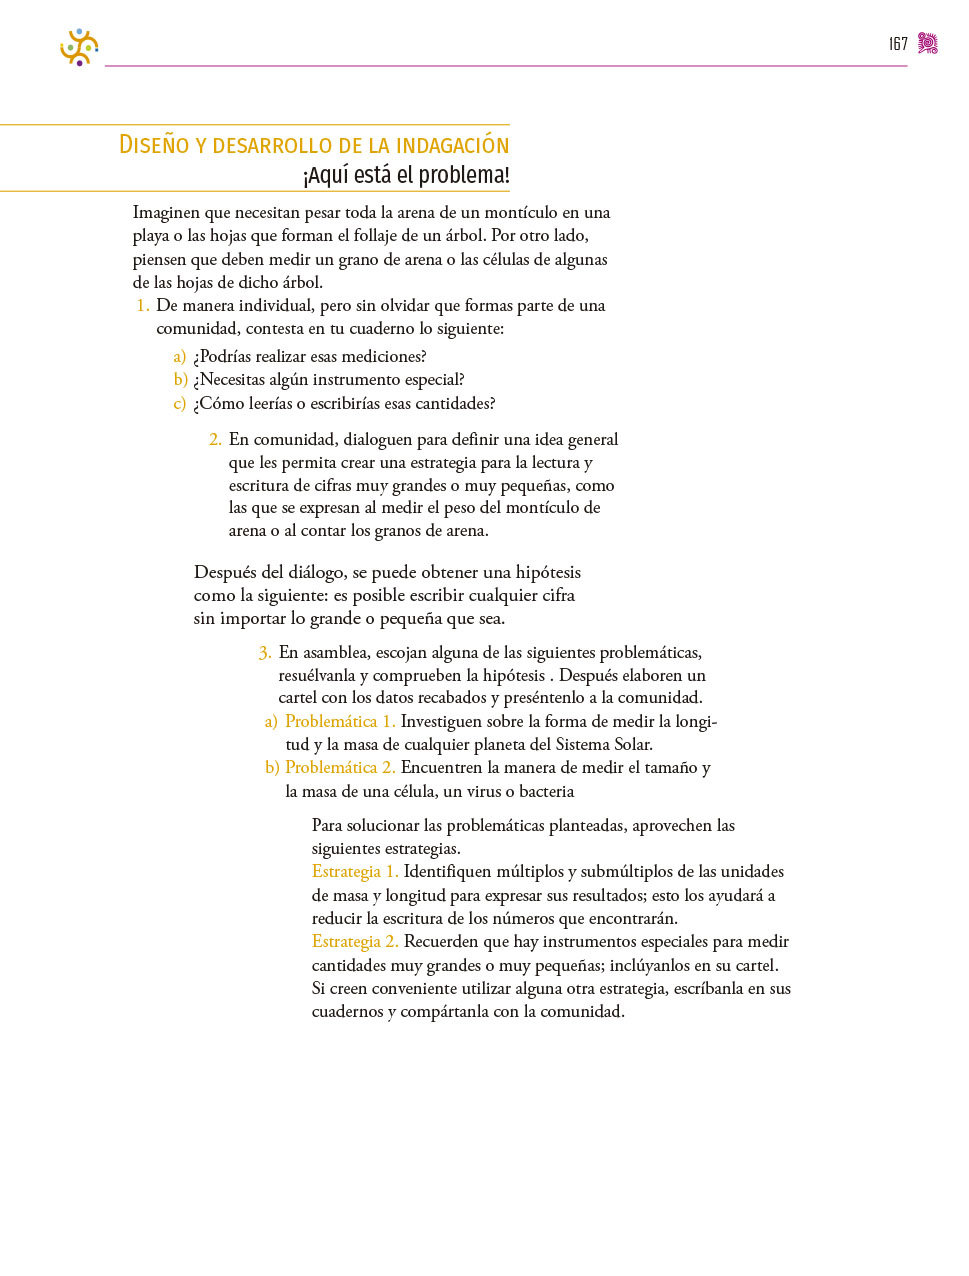 167
DISEÑO Y DESARROLLO DE LA INDAGACIÓN
¡Aquí está el problema!
Imaginen que necesitan pesar toda la arena de un montículo en una
playa o las hojas que forman el follaje de un árbol. Por otro lado,
piensen que deben medir un grano de arena o las células de algunas
de las hojas de dicho árbol.
1. De manera individual, pero sin olvidar que formas parte de una
comunidad, contesta en tu cuaderno lo siguiente:
a) ¿Podrías realizar esas mediciones?
b) ¿Necesitas algún instrumento especial?
c) ¿Cómo leerías o escribirías esas cantidades?
2. En comunidad, dialoguen para definir una idea general
que les permita crear una estrategia para la lectura y
escritura de cifras muy grandes o muy pequeñas, como
las que se expresan al medir el peso del montículo de
arena o al contar los granos de arena.
Después del diálogo, se puede obtener una hipótesis
como la siguiente: es posible escribir cualquier cifra
sin importar lo grande o pequeña que sea.
3. En asamblea, escojan alguna de las siguientes problemáticas,
resuélvanla y comprueben la hipótesis . Después elaboren un
cartel con los datos recabados y preséntenlo a la comunidad.
a) Problemática 1. Investiguen sobre la forma de medir la longi-
tud y la masa de cualquier planeta del Sistema Solar.
b) Problemática 2. Encuentren la manera de medir el tamaño y
la masa de una célula, un virus o bacteria
Para solucionar las problemáticas planteadas, aprovechen las
siguientes estrategias.
Estrategia 1. Identifiquen múltiplos y submúltiplos de las unidades
de masa y longitud para expresar sus resultados; esto los ayudará a
reducir la escritura de los números que encontrarán.
Estrategia 2. Recuerden que hay instrumentos especiales para medir
cantidades muy grandes o muy pequeñas; inclúyanlos en su cartel.
Si creen conveniente utilizar alguna otra estrategia, escríbanla en sus
cuadernos y compártanla con la comunidad.